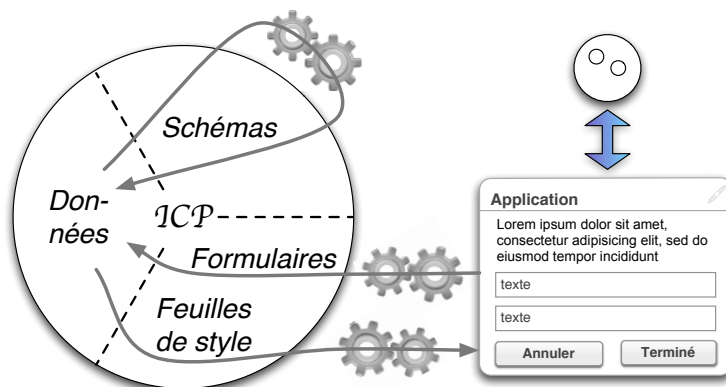 Schémas
Don-
nées
ICP
Formulaires
Feuilles
de style
Application
Lorem ipsum dolor sit amet,
consectetur adipisicing elit, sed do
eiusmod tempor incididunt
texte
texte
Annuler
Terminé